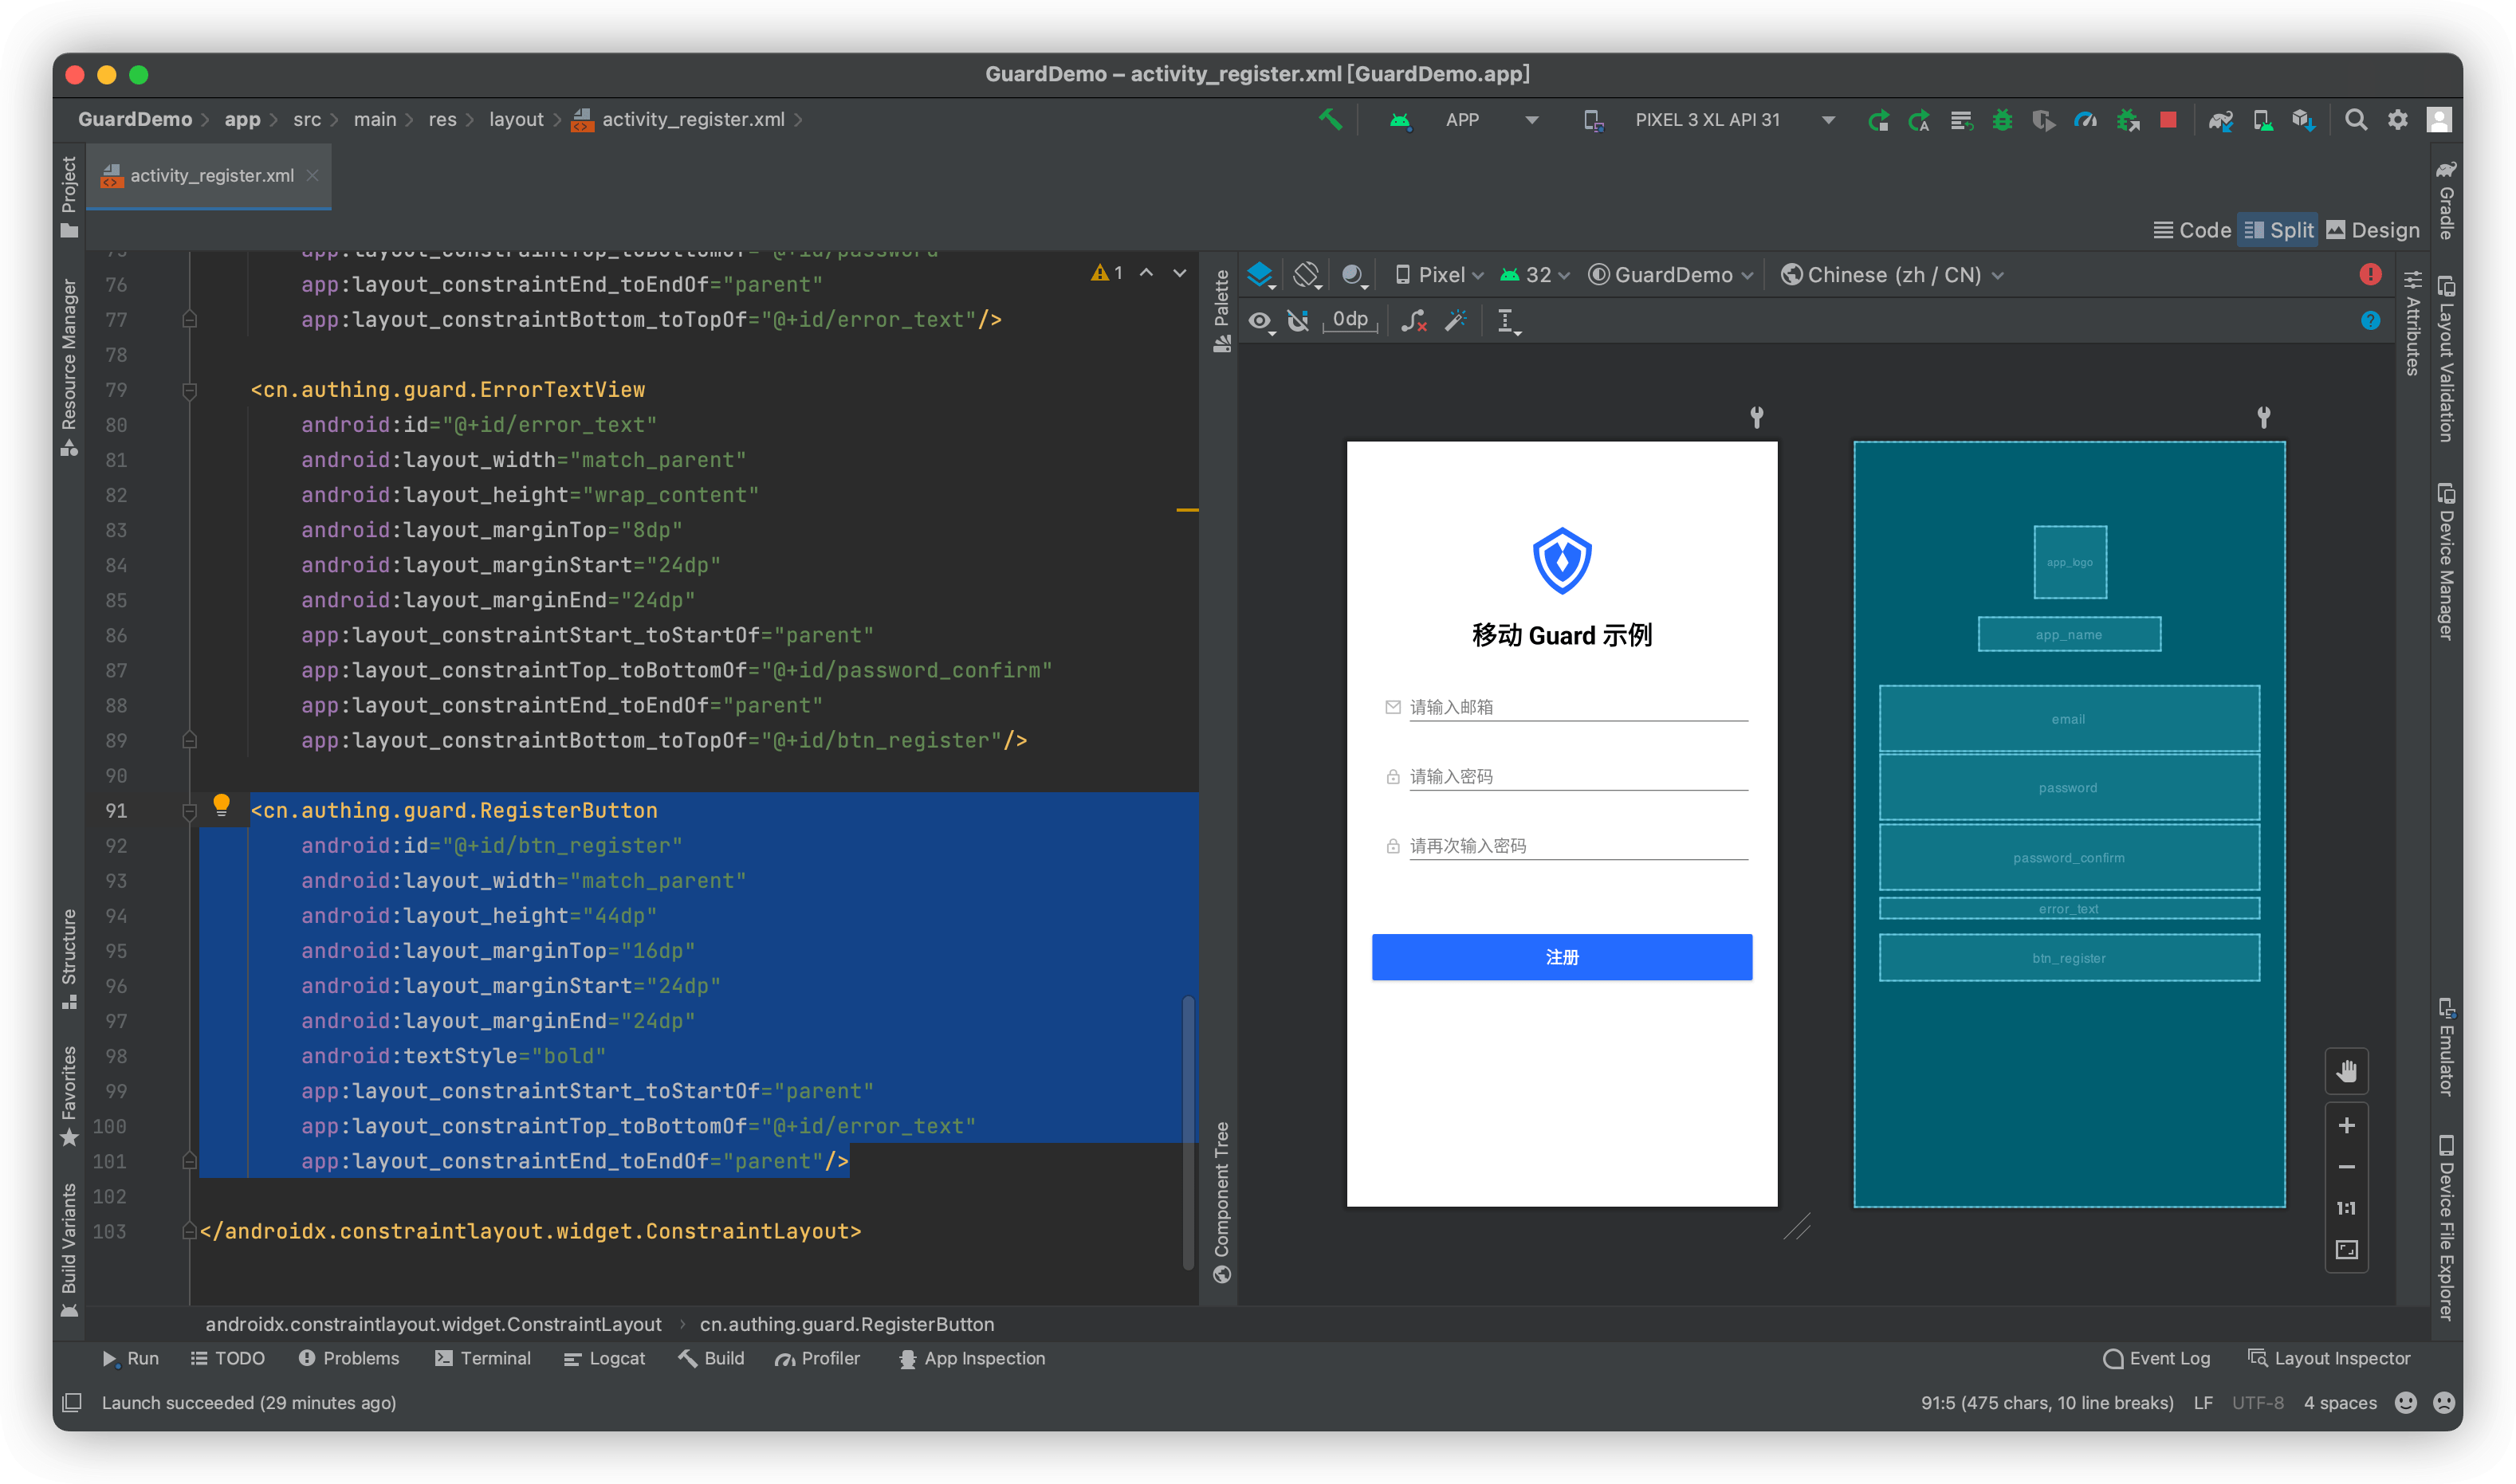 GuardDemo – activity_register.xml [GuardDemo.app]
GuardDemo app src main res layout activity_register.xml
APP PIXEL 3 XL API 31
activity_register.xml
Code Split Design
Project
Resource Manager
Structure
Favorites
Build Variants
75 app:layout_constraintTop_toBottomOf="@+id/password"
76 app:layout_constraintEnd_toEndOf="parent"
77 app:layout_constraintBottom_toTopOf="@+id/error_text"/>
78
79 <cn.authing.guard.ErrorTextView
80 android:id="@+id/error_text"
81 android:layout_width="match_parent"
82 android:layout_height="wrap_content"
83 android:layout_marginTop="8dp"
84 android:layout_marginStart="24dp"
85 android:layout_marginEnd="24dp"
86 app:layout_constraintStart_toStartOf="parent"
87 app:layout_constraintTop_toBottomOf="@+id/password_confirm"
88 app:layout_constraintEnd_toEndOf="parent"
89 app:layout_constraintBottom_toTopOf="@+id/btn_register"/>
90
91 <cn.authing.guard.RegisterButton
92 android:id="@+id/btn_register"
93 android:layout_width="match_parent"
94 android:layout_height="44dp"
95 android:layout_marginTop="16dp"
96 android:layout_marginStart="24dp"
97 android:layout_marginEnd="24dp"
98 android:textStyle="bold"
99 app:layout_constraintStart_toStartOf="parent"
100 app:layout_constraintTop_toBottomOf="@+id/error_text"
101 app:layout_constraintEnd_toEndOf="parent"/>
102
103 </androidx.constraintlayout.widget.ConstraintLayout>
1
Palette
Component Tree
Pixel 32 GuardDemo Chinese (zh / CN)
0dp
移动 Guard 示例
请输入邮箱
请输入密码
请再次输入密码
注册
app_logo
app_name
email
password
password_confirm
error_text
btn_register
1:1
Attributes
Gradle
Layout Validation
Device Manager
Emulator
Device File Explorer
androidx.constraintlayout.widget.ConstraintLayout cn.authing.guard.RegisterButton
Run TODO Problems Terminal Logcat Build Profiler App Inspection Event Log Layout Inspector
Launch succeeded (29 minutes ago) 91:5 (475 chars, 10 line breaks) LF UTF-8 4 spaces